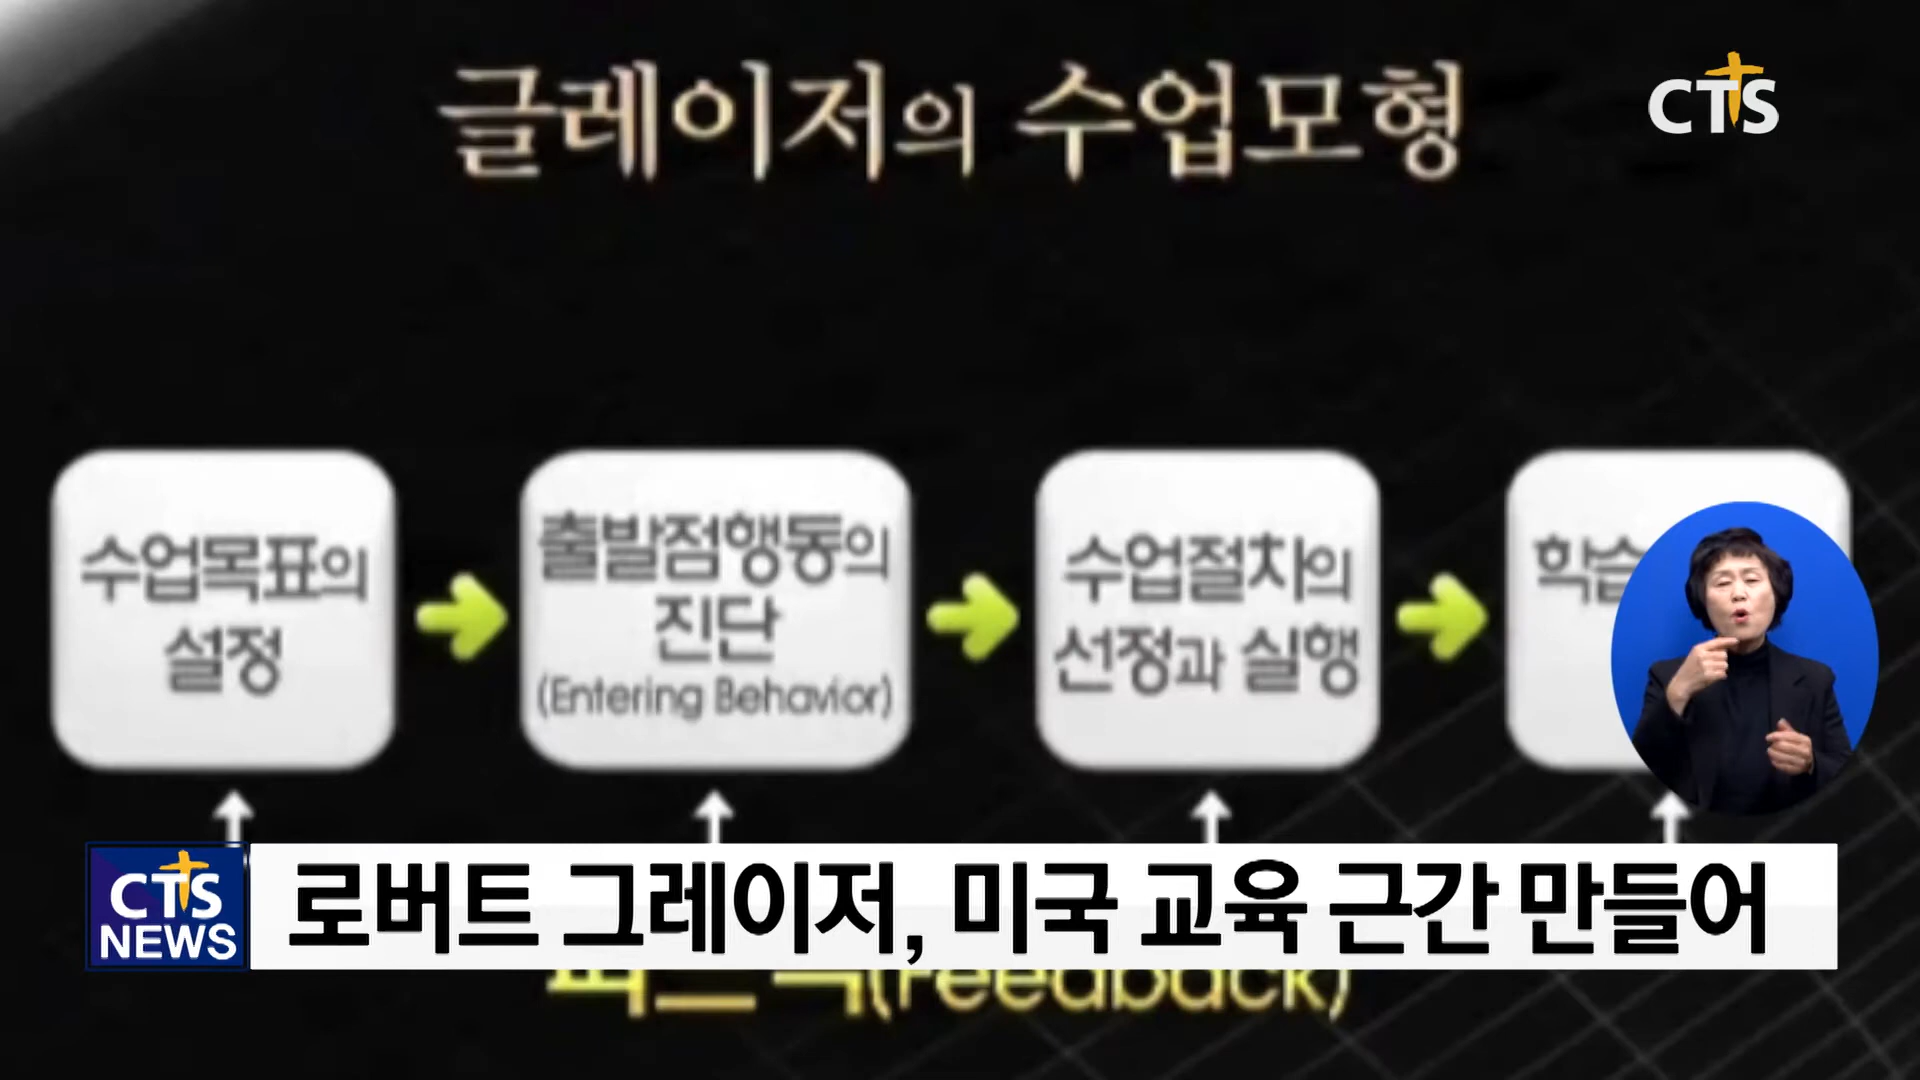 글레이저의 수업모형
CTS
수업목표의
설정
출발점행동의
진단
(Entering Behavior)
수업절차의
선정과 실행
CTS
NEWS
로버트 그레이저, 미국 교육 근간 만들어
(Feedback)